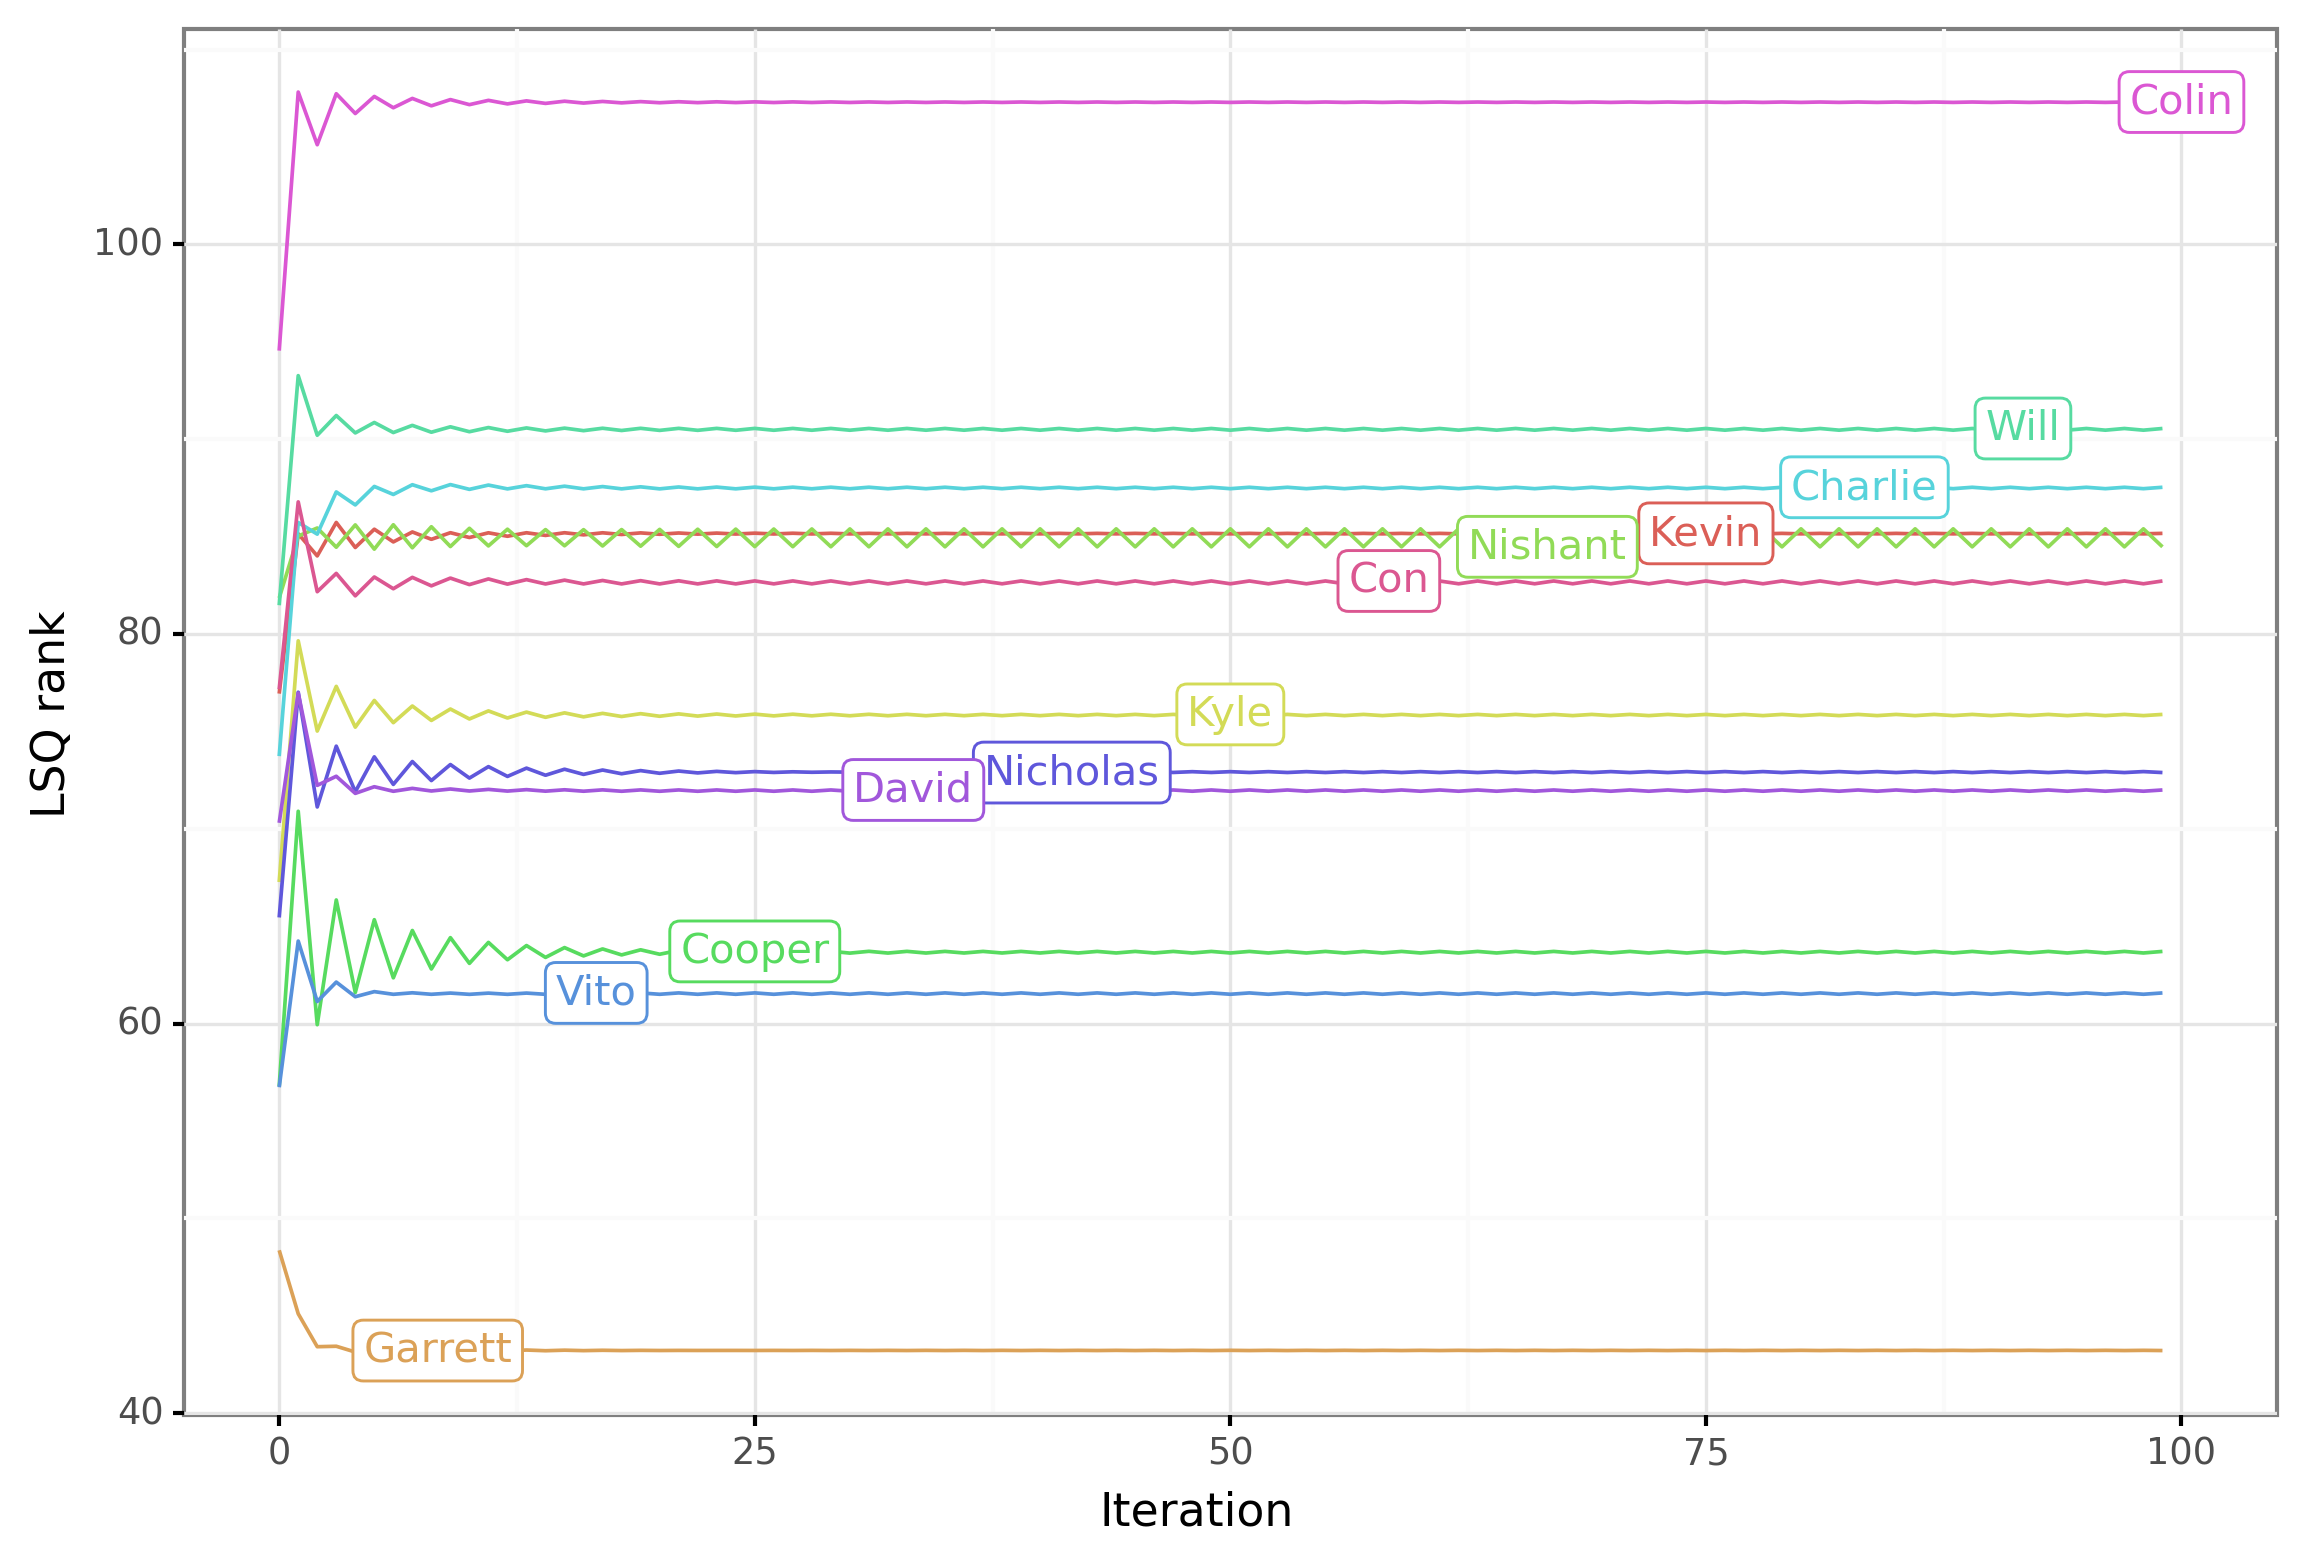 Colin
100
Will
Charlie
Kevin
Nishant
Con
80
Kyle
Nicholas
David
Cooper
Vito
60
Garrett
40
0 25 50 75 100
Iteration
LSQ rank